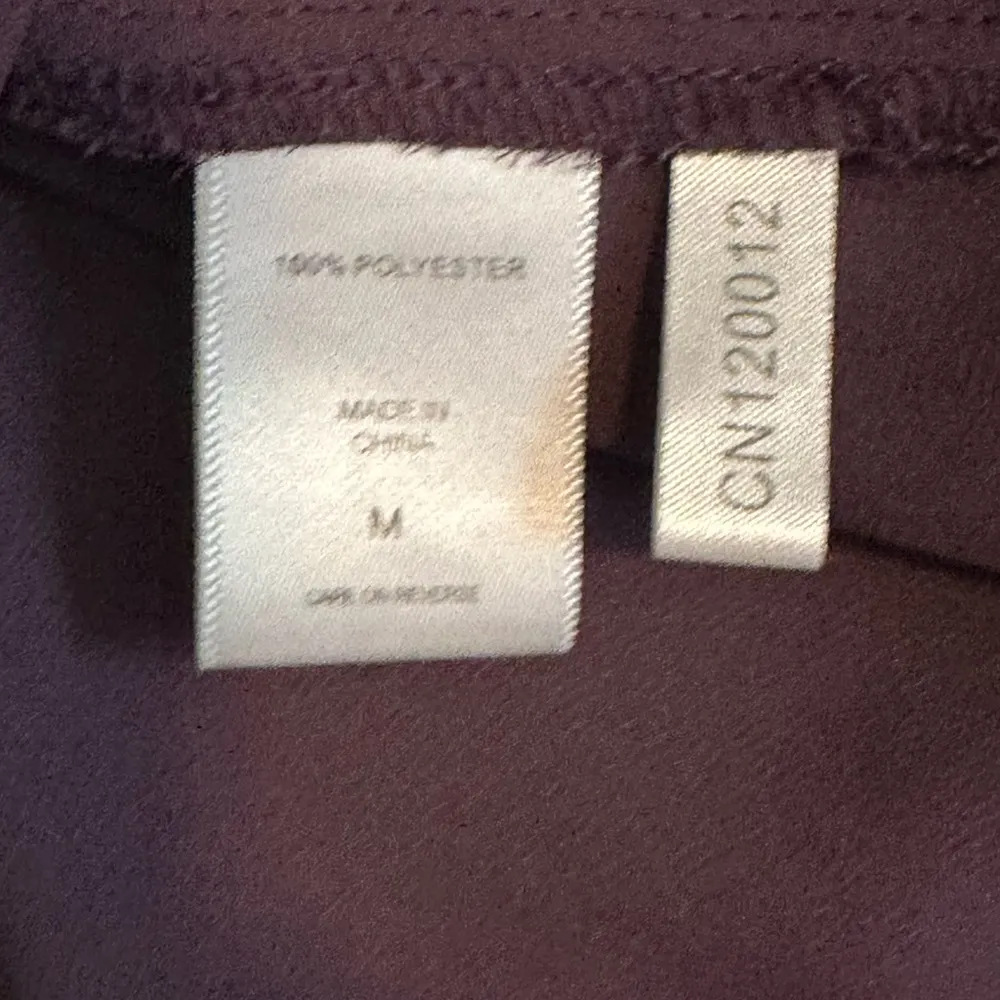 100% POLYESTER
MADE IN
CHINA
M
CARE ON REVERSE
CN120012